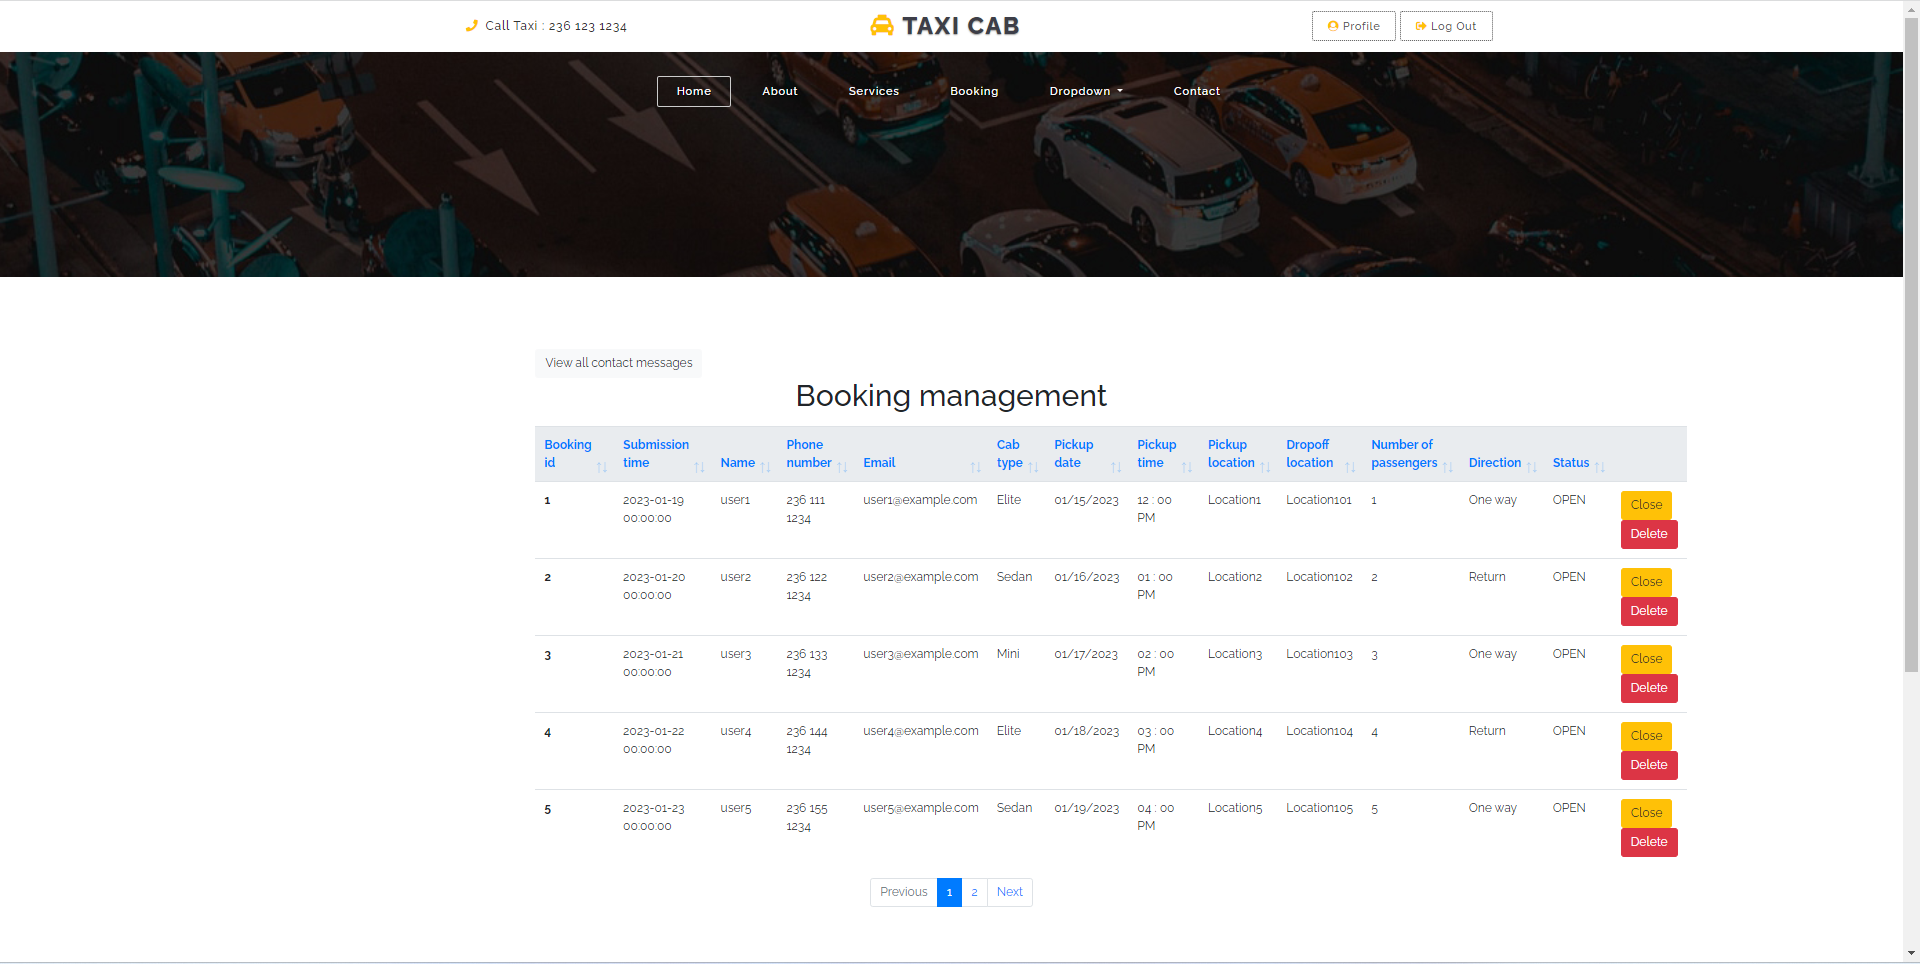 Call Taxi : 236 123 1234
TAXI CAB
Profile
Log Out
Home
About
Services
Booking
Dropdown
Contact
View all contact messages
Booking management
Booking id
Submission time
Name
Phone number
Email
Cab type
Pickup date
Pickup time
Pickup location
Dropoff location
Number of passengers
Direction
Status
1 2023-01-19 00:00:00 user1 236 111 1234 user1@example.com Elite 01/15/2023 12 : 00 PM Location1 Location101 1 One way OPEN
Close
Delete
2 2023-01-20 00:00:00 user2 236 122 1234 user2@example.com Sedan 01/16/2023 01 : 00 PM Location2 Location102 2 Return OPEN
Close
Delete
3 2023-01-21 00:00:00 user3 236 133 1234 user3@example.com Mini 01/17/2023 02 : 00 PM Location3 Location103 3 One way OPEN
Close
Delete
4 2023-01-22 00:00:00 user4 236 144 1234 user4@example.com Elite 01/18/2023 03 : 00 PM Location4 Location104 4 Return OPEN
Close
Delete
5 2023-01-23 00:00:00 user5 236 155 1234 user5@example.com Sedan 01/19/2023 04 : 00 PM Location5 Location105 5 One way OPEN
Close
Delete
Previous 1 2 Next